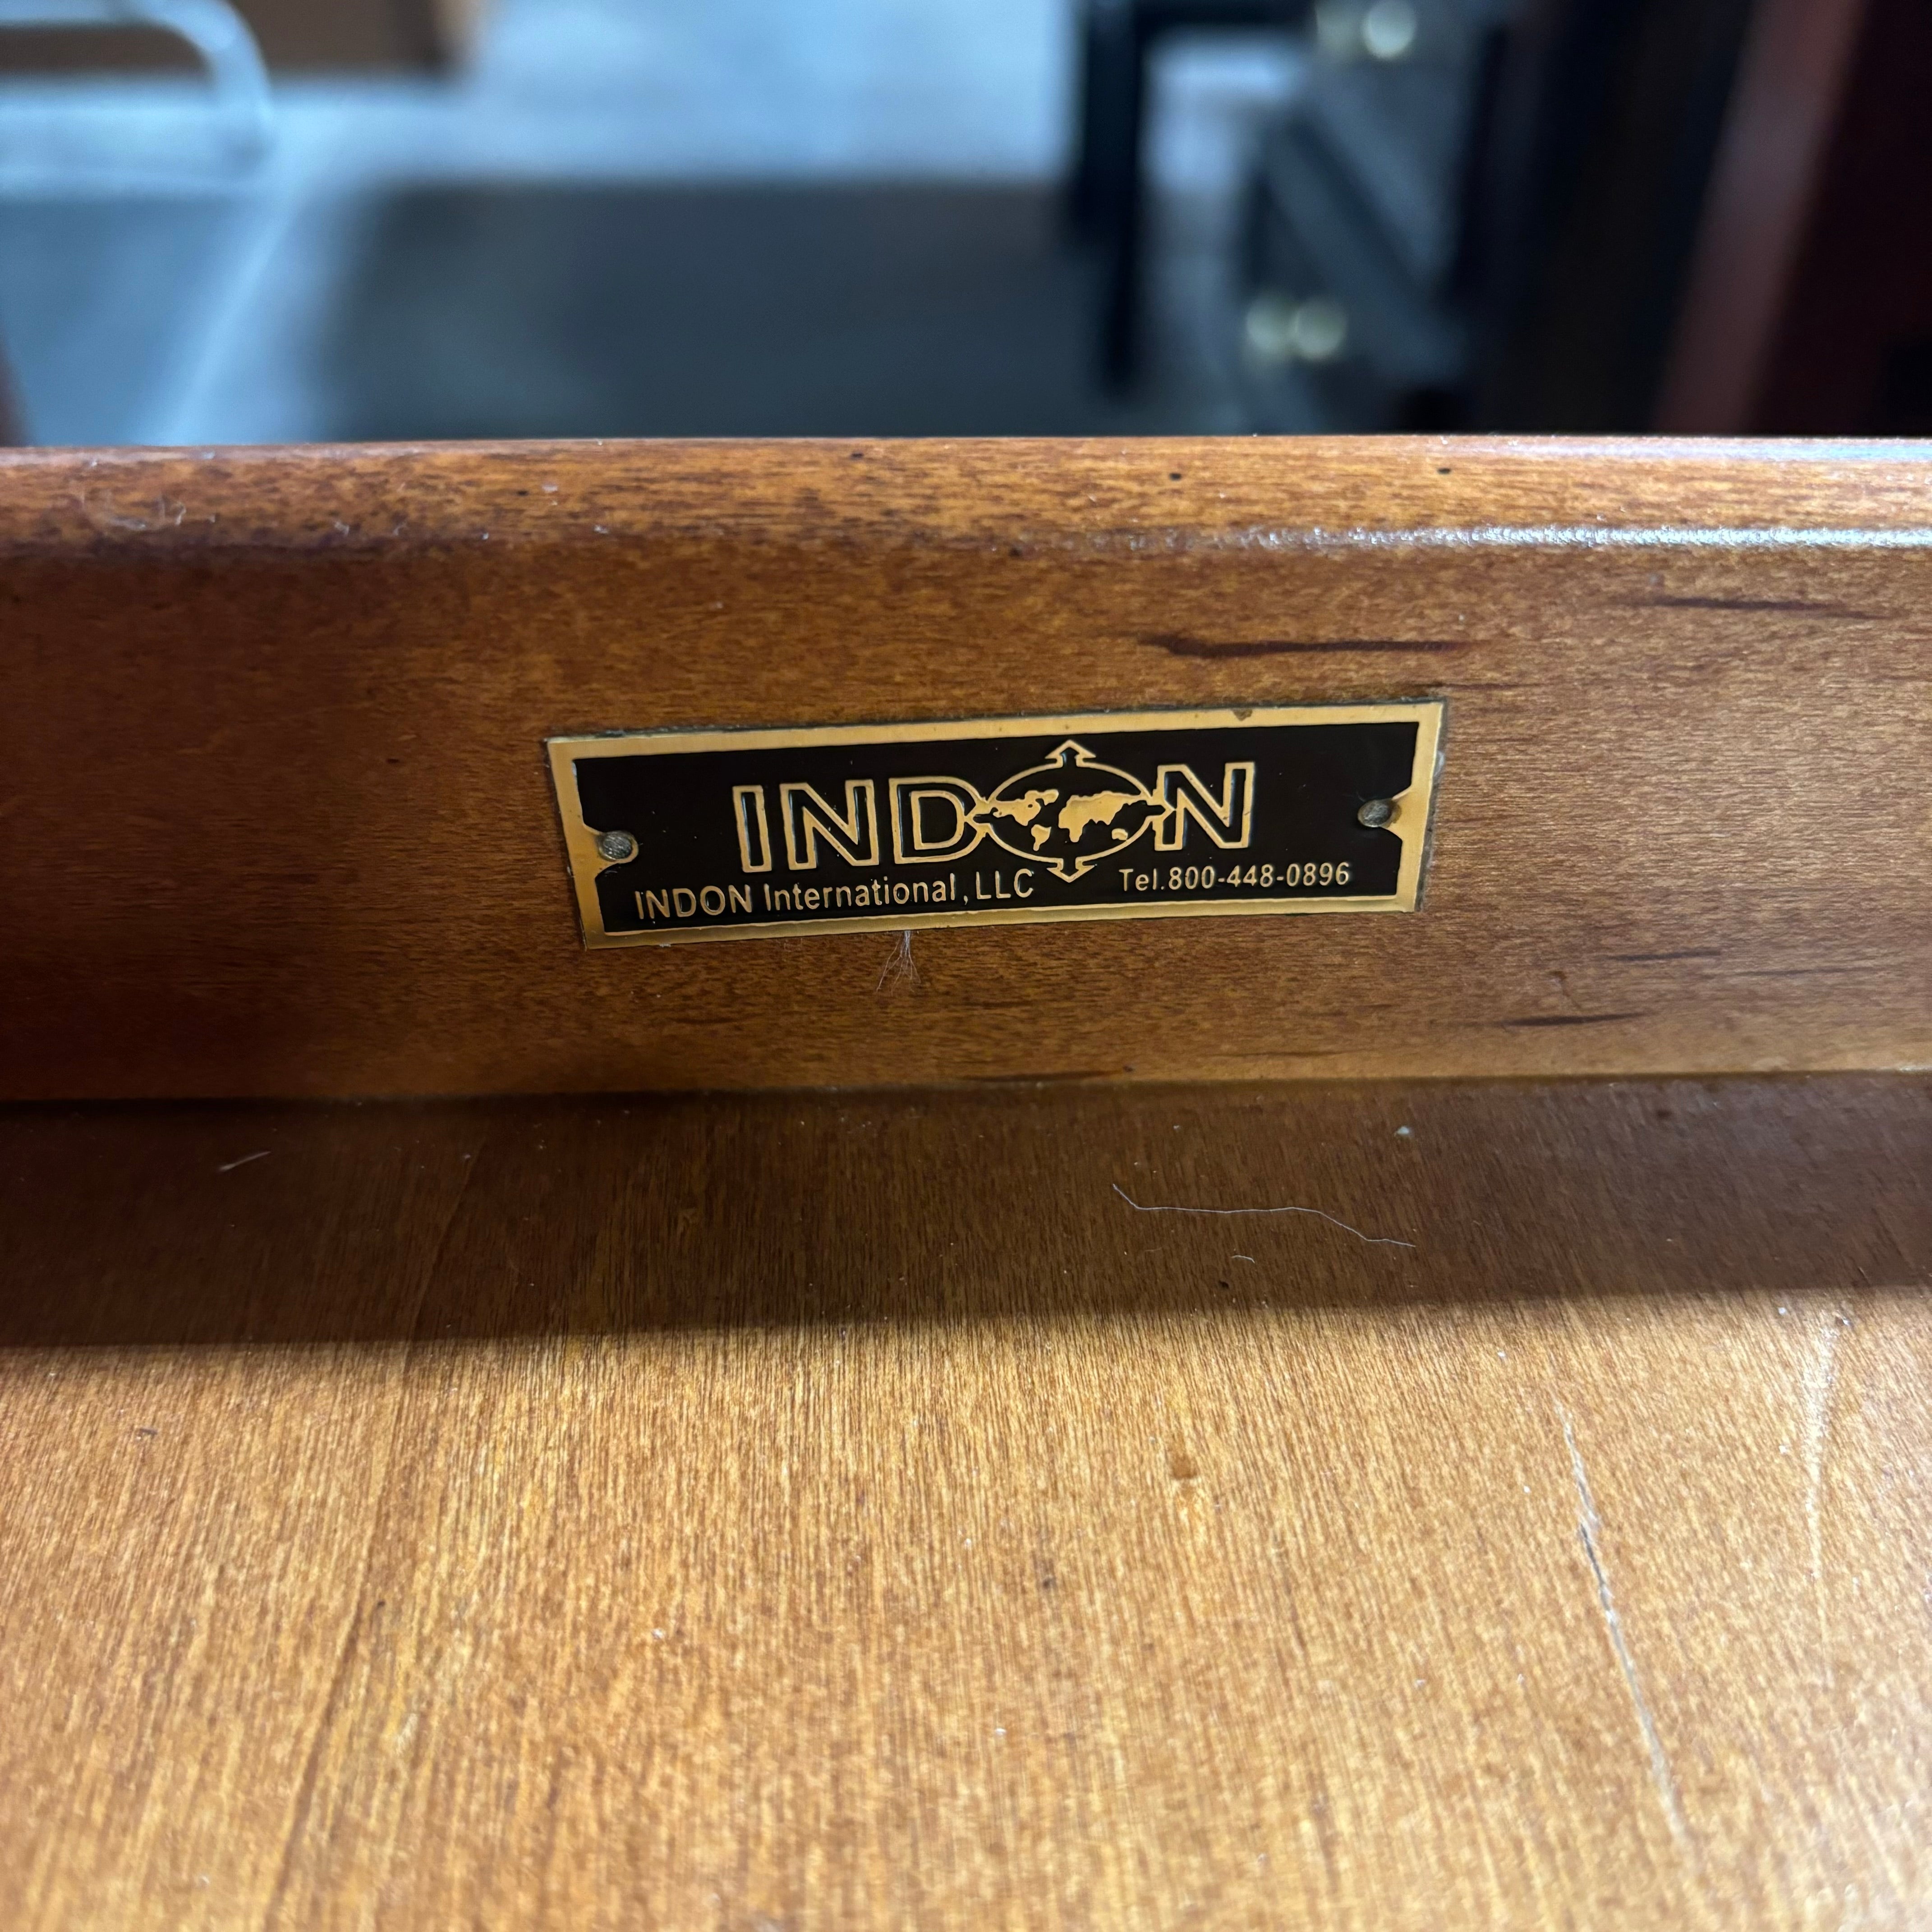 INDON
INDON International, LLC Tel.800-448-0896